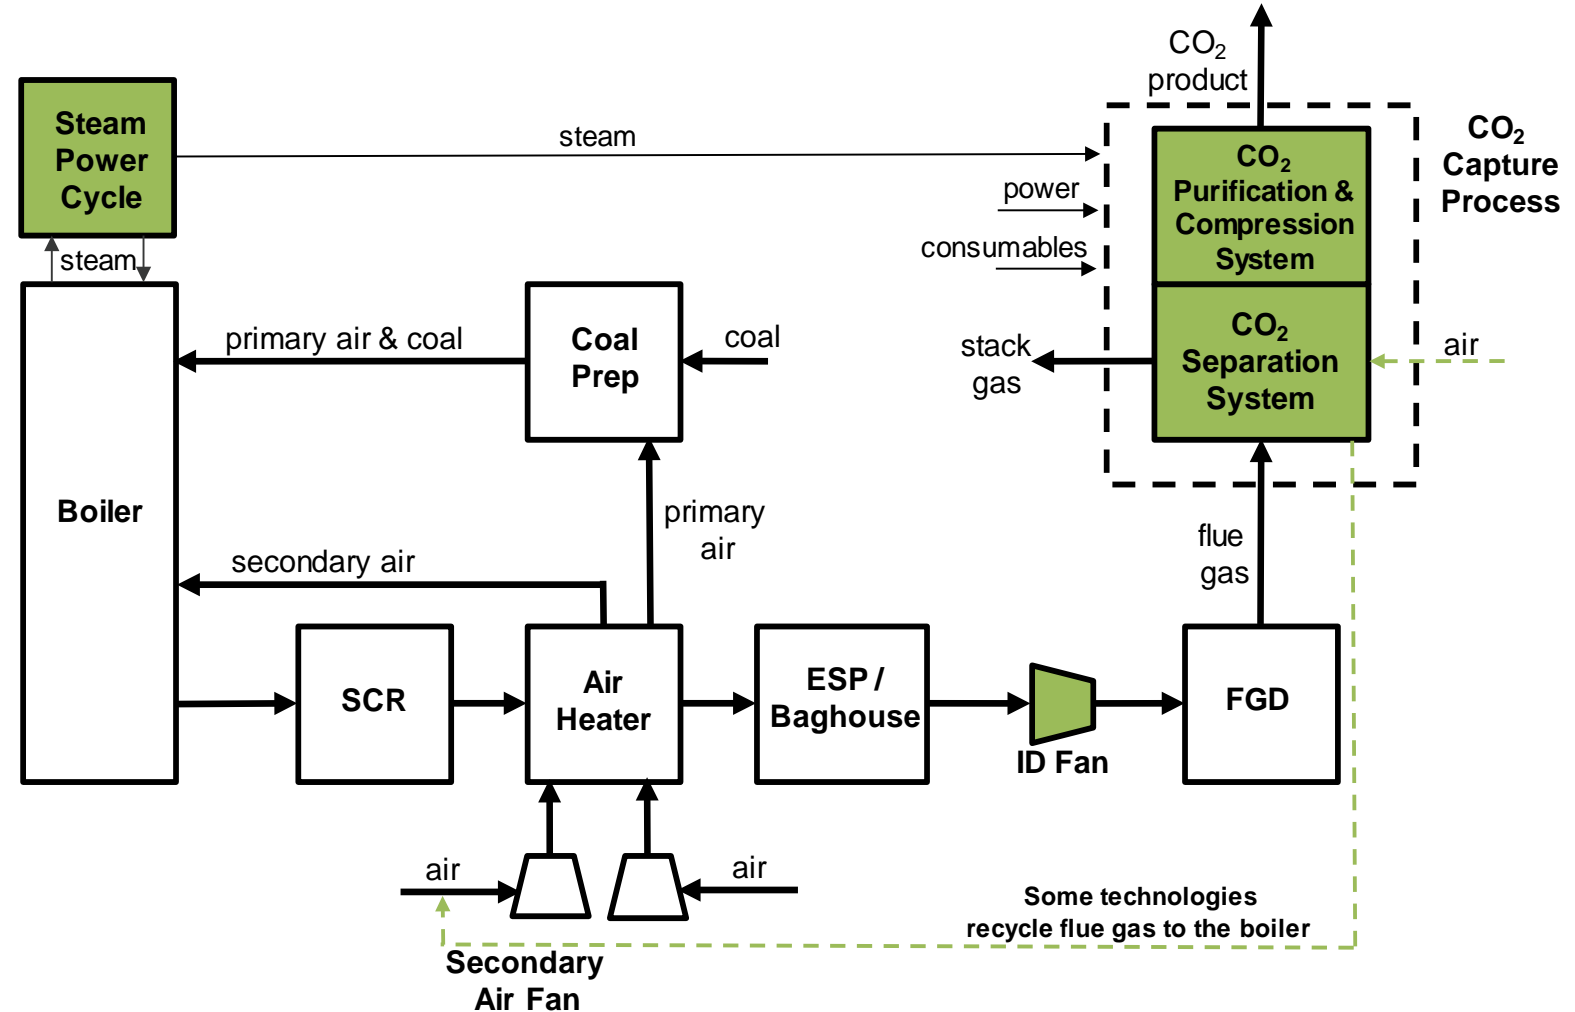 CO₂
product
Steam
Power
Cycle
steam
CO₂
Purification &
Compression
System
CO₂
Capture
Process
power
consumables
steam
primary air & coal
Coal
Prep
coal
stack
gas
CO₂
Separation
System
air
Boiler
primary
air
secondary air
flue
gas
SCR
Air
Heater
ESP /
Baghouse
ID Fan
FGD
air
air
Some technologies
recycle flue gas to the boiler
Secondary
Air Fan